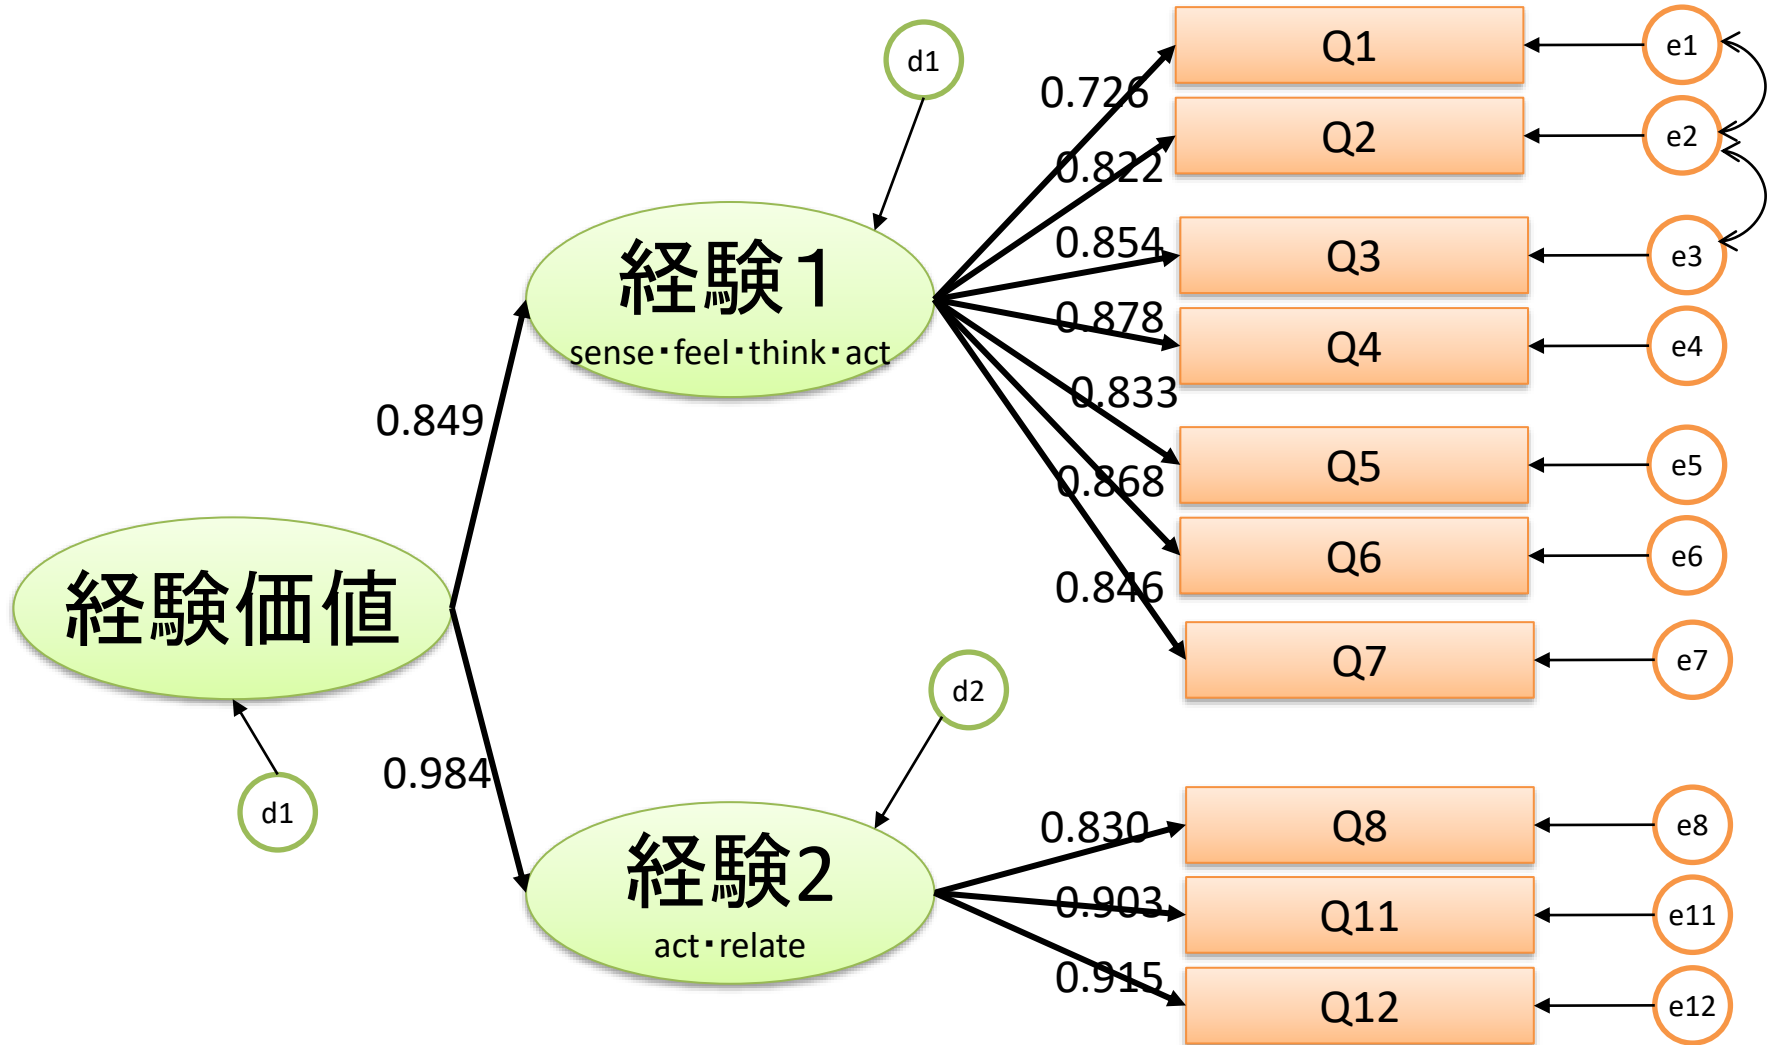 d1
0.726
Q1
e1
0.822
Q2
e2
経験1
sense・feel・think・act
0.854
Q3
e3
0.878
Q4
e4
0.849
0.833
Q5
e5
0.868
Q6
e6
経験価値
0.846
Q7
e7
d2
0.984
d1
経験2
act・relate
0.830
Q8
e8
0.903
Q11
e11
0.915
Q12
e12